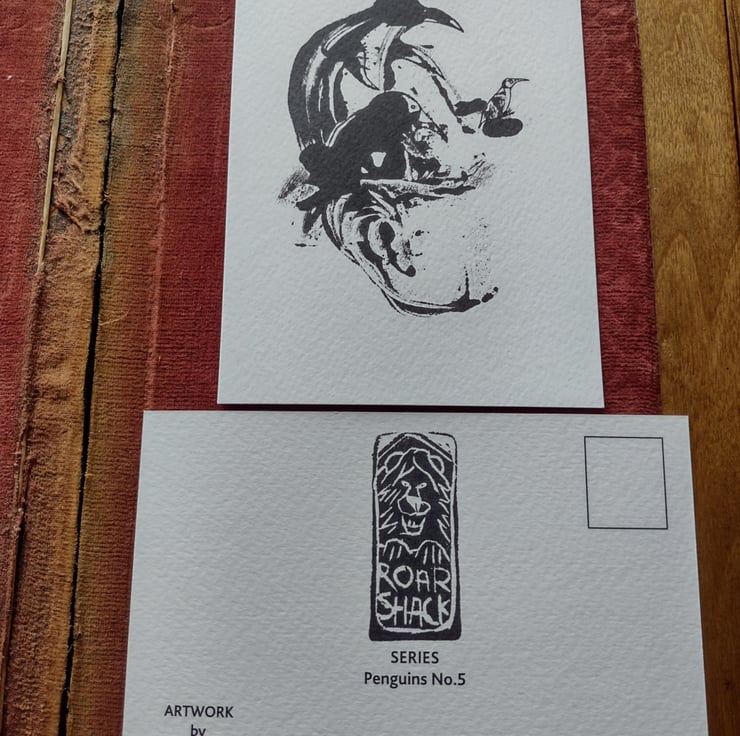 ROAR
SHACK
SERIES
Penguins No.5
ARTWORK
by